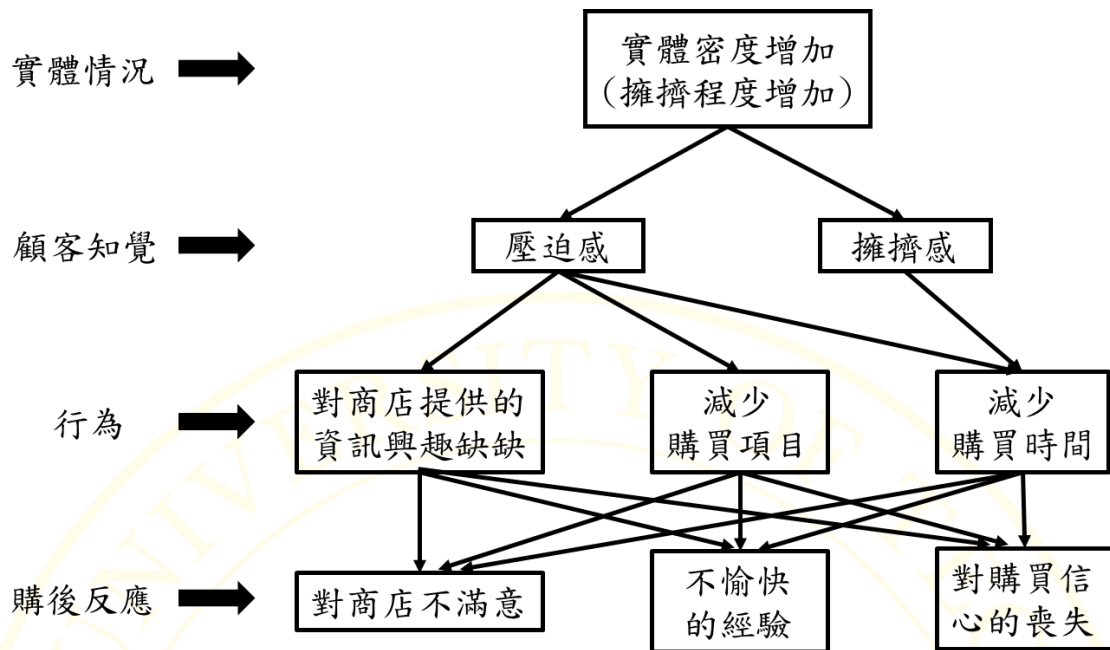 實體情況
實體密度增加
(擁擠程度增加)
顧客知覺
壓迫感
擁擠感
行為
對商店提供的
資訊興趣缺缺
減少
購買項目
減少
購買時間
購後反應
對商店不滿意
不愉快
的經驗
對購買信
心的喪失
UNIVERSITY OF